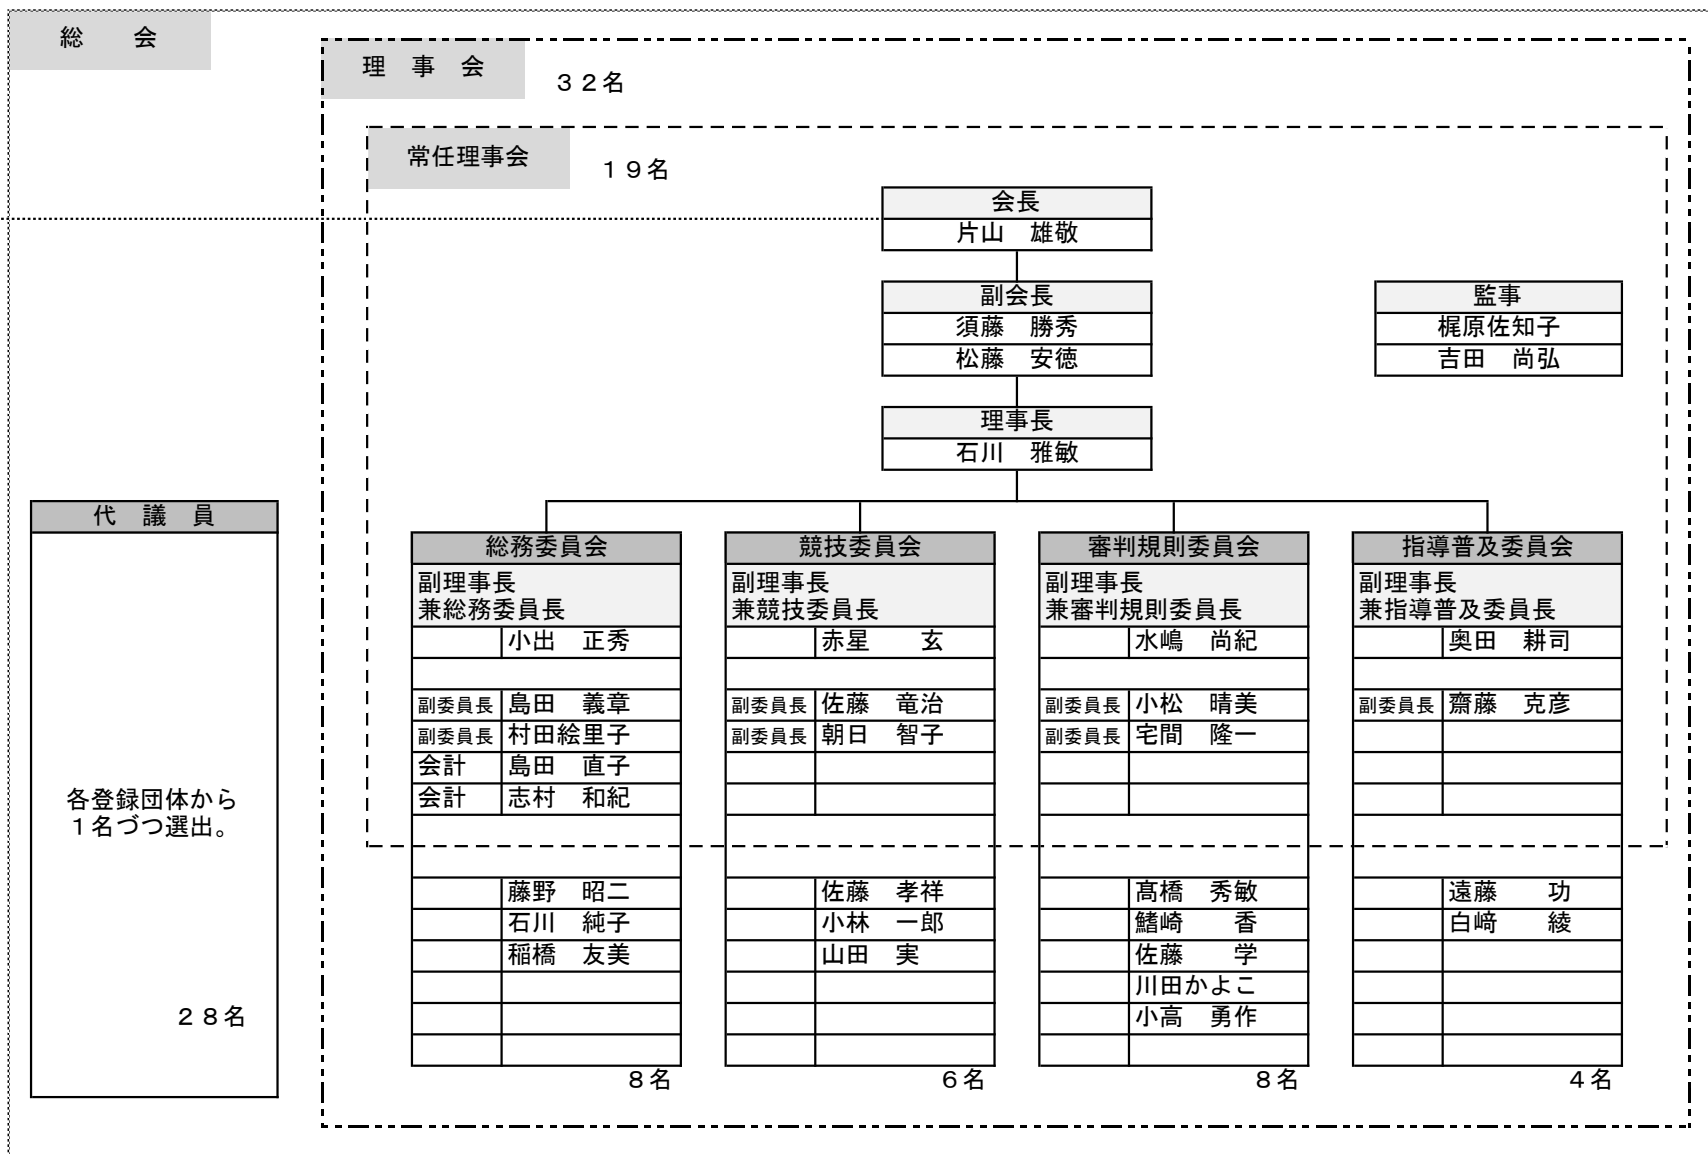 総　会
理　事　会
３２名
常任理事会
１９名
会長
片山　雄敬
副会長
須藤　勝秀
松藤　安徳
監事
梶原佐知子
吉田　尚弘
理事長
石川　雅敏
代　議　員
各登録団体から
１名づつ選出。
２８名
総務委員会
副理事長
兼総務委員長
小出　正秀
副委員長 島田　義章
副委員長 村田絵里子
会計 島田　直子
会計 志村　和紀
藤野　昭二
石川　純子
稲橋　友美
８名
競技委員会
副理事長
兼競技委員長
赤星　　玄
副委員長 佐藤　竜治
副委員長 朝日　智子
佐藤　孝祥
小林　一郎
山田　実
６名
審判規則委員会
副理事長
兼審判規則委員長
水嶋　尚紀
副委員長 小松　晴美
副委員長 宅間　隆一
髙橋　秀敏
鰭崎　　香
佐藤　　学
川田かよこ
小高　勇作
８名
指導普及委員会
副理事長
兼指導普及委員長
奥田　耕司
副委員長 齋藤　克彦
遠藤　　功
白﨑　　綾
４名